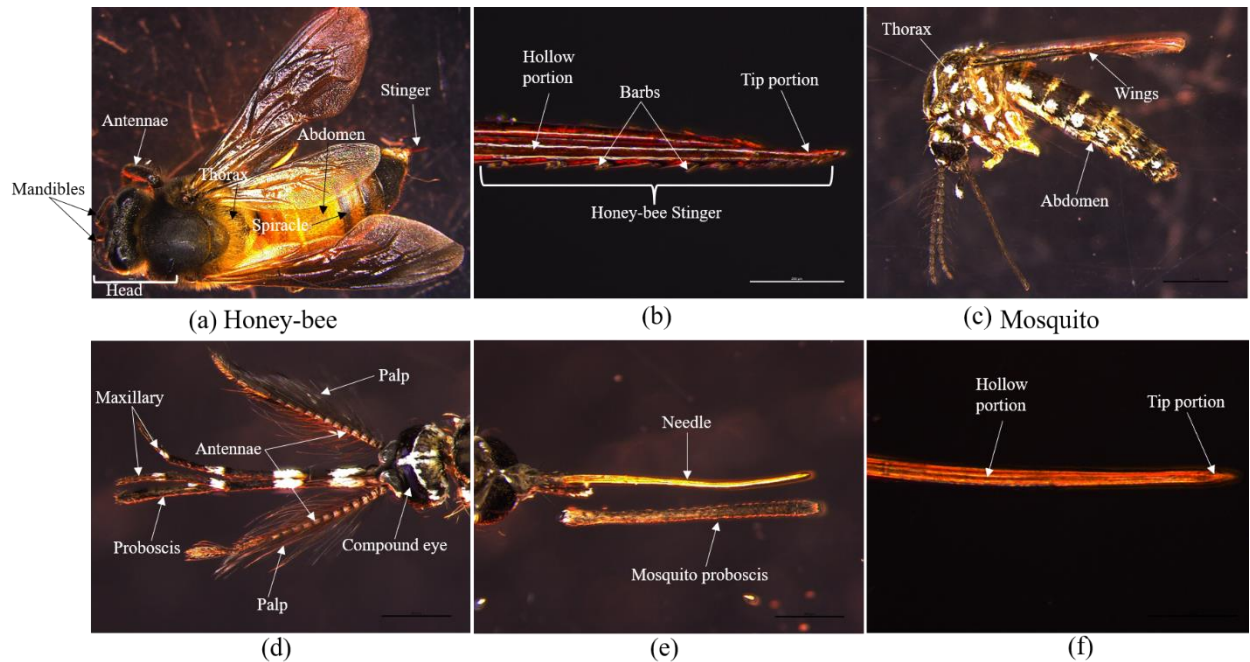 Antennae
Stinger
Abdomen
Thorax
Mandibles
Spiracle
Head
(a) Honey-bee
Hollow
portion
Barbs
Tip portion
Honey-bee Stinger
(b)
Thorax
Wings
Abdomen
(c) Mosquito
Palp
Maxillary
Antennae
Proboscis
Compound eye
Palp
(d)
Needle
Mosquito proboscis
(e)
Hollow
portion
Tip portion
(f)